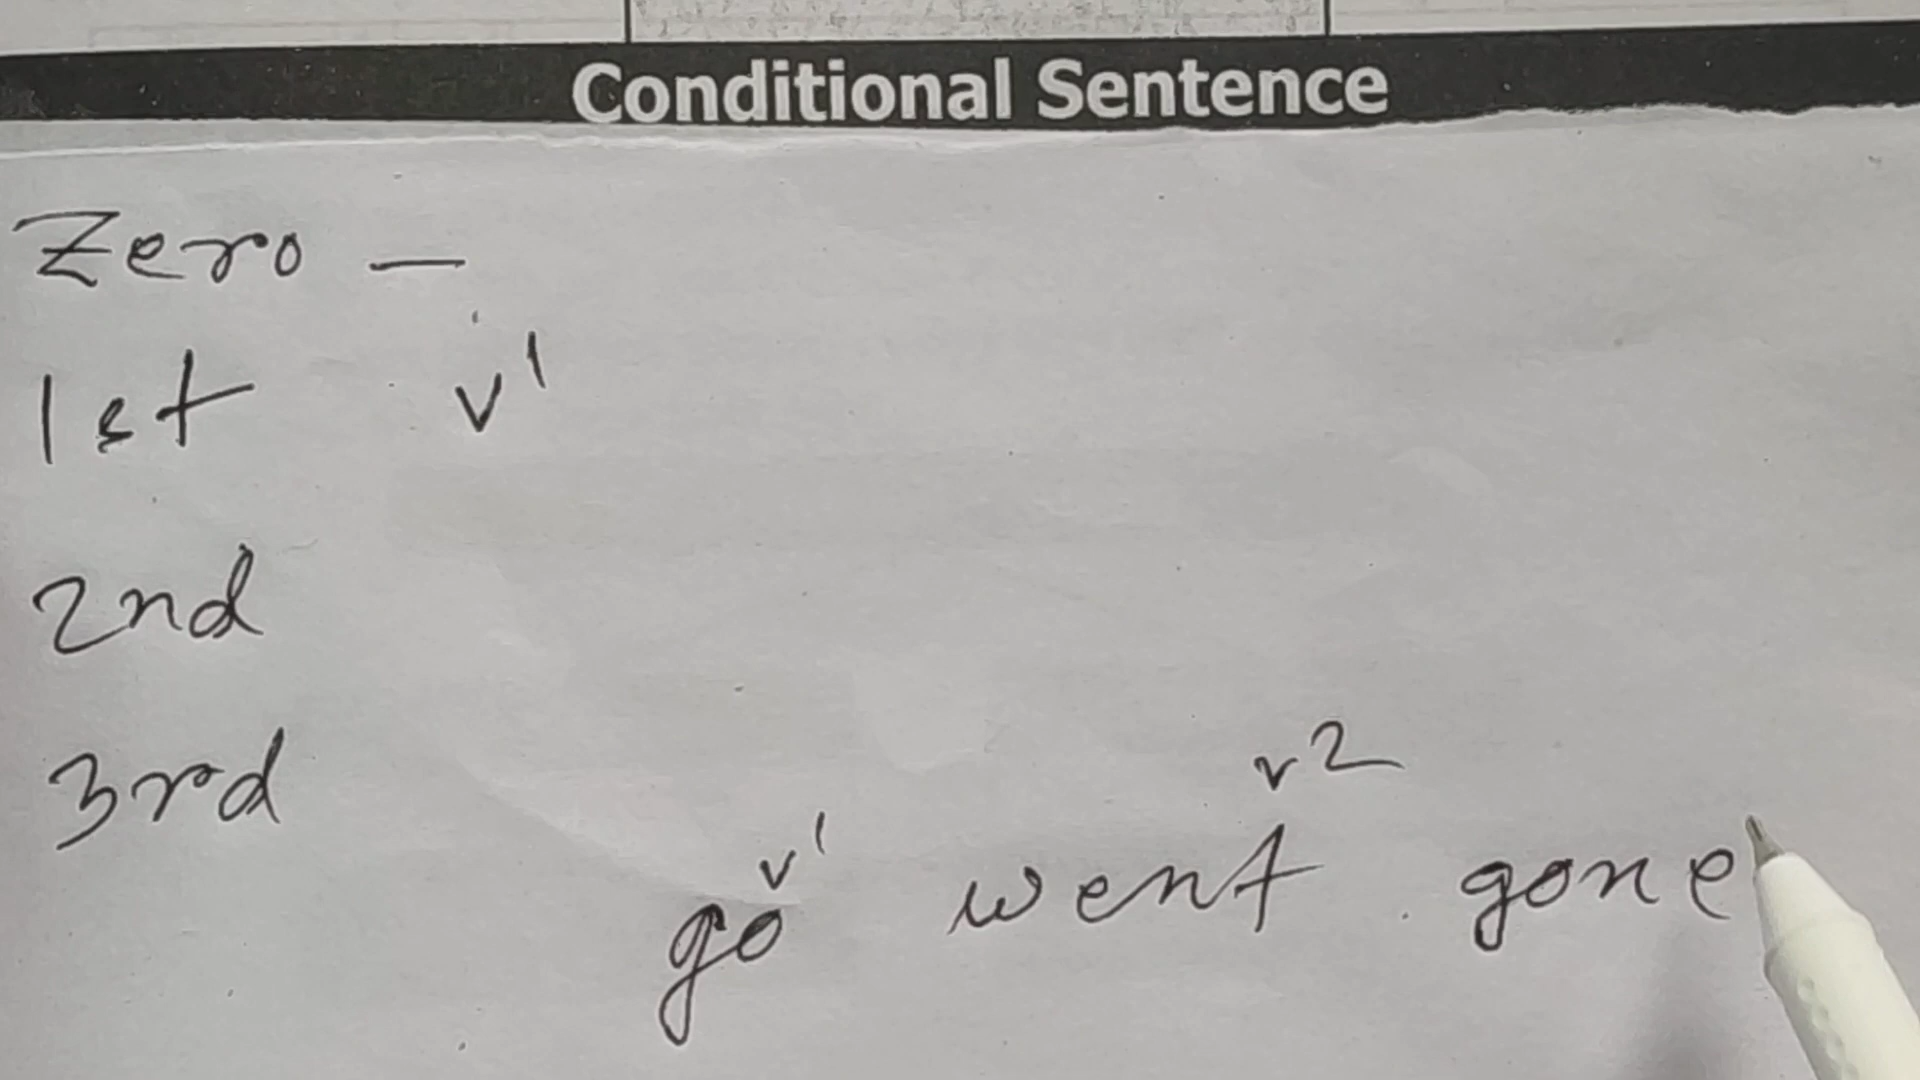 Conditional Sentence
Zero —
1st v1
2nd
3rd
v1 v2
go went gone